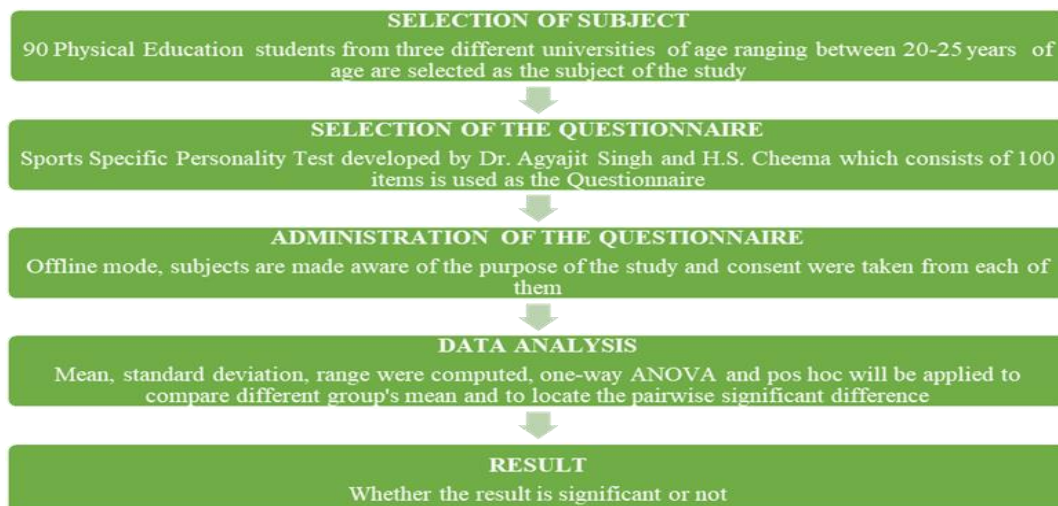 SELECTION OF SUBJECT
90 Physical Education students from three different universities of age ranging between 20-25 years of
age are selected as the subject of the study
SELECTION OF THE QUESTIONNAIRE
Sports Specific Personality Test developed by Dr. Agyajit Singh and H.S. Cheema which consists of 100
items is used as the Questionnaire
ADMINISTRATION OF THE QUESTIONNAIRE
Offline mode, subjects are made aware of the purpose of the study and consent were taken from each of
them
DATA ANALYSIS
Mean, standard deviation, range were computed, one-way ANOVA and pos hoc will be applied to
compare different group's mean and to locate the pairwise significant difference
RESULT
Whether the result is significant or not